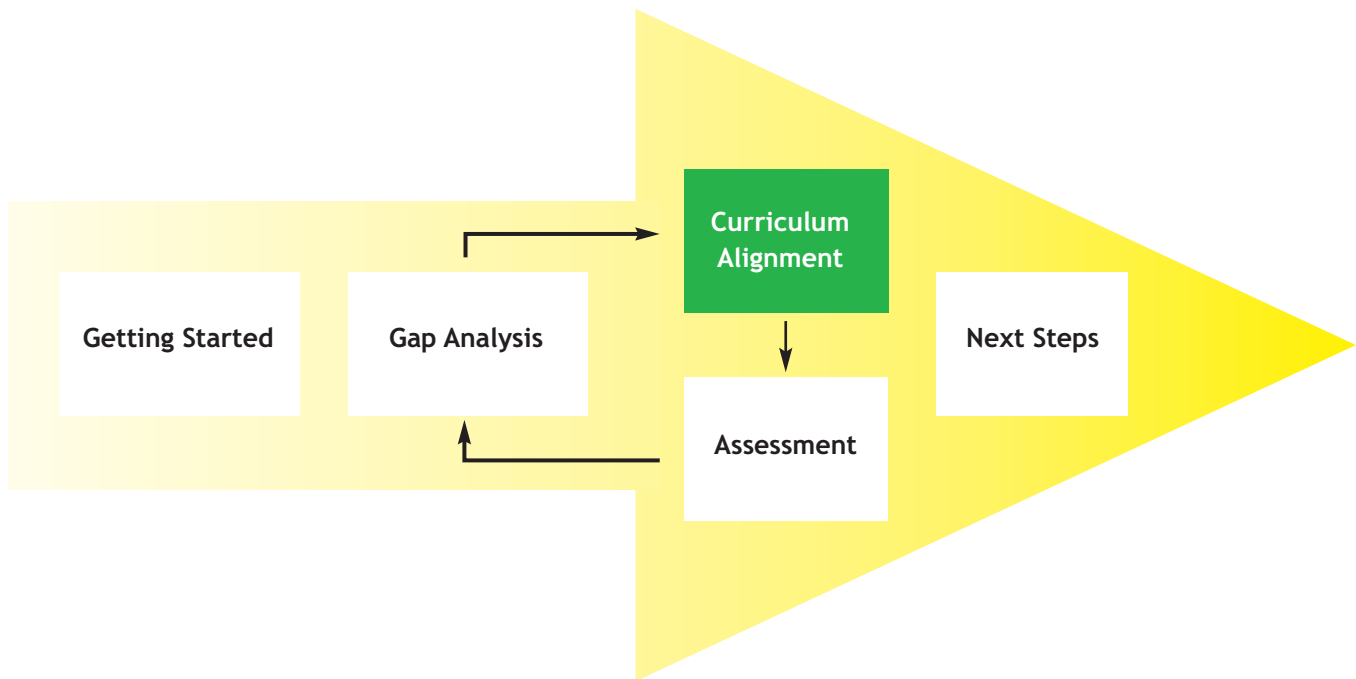 Getting Started
Gap Analysis
Curriculum
Alignment
Assessment
Next Steps